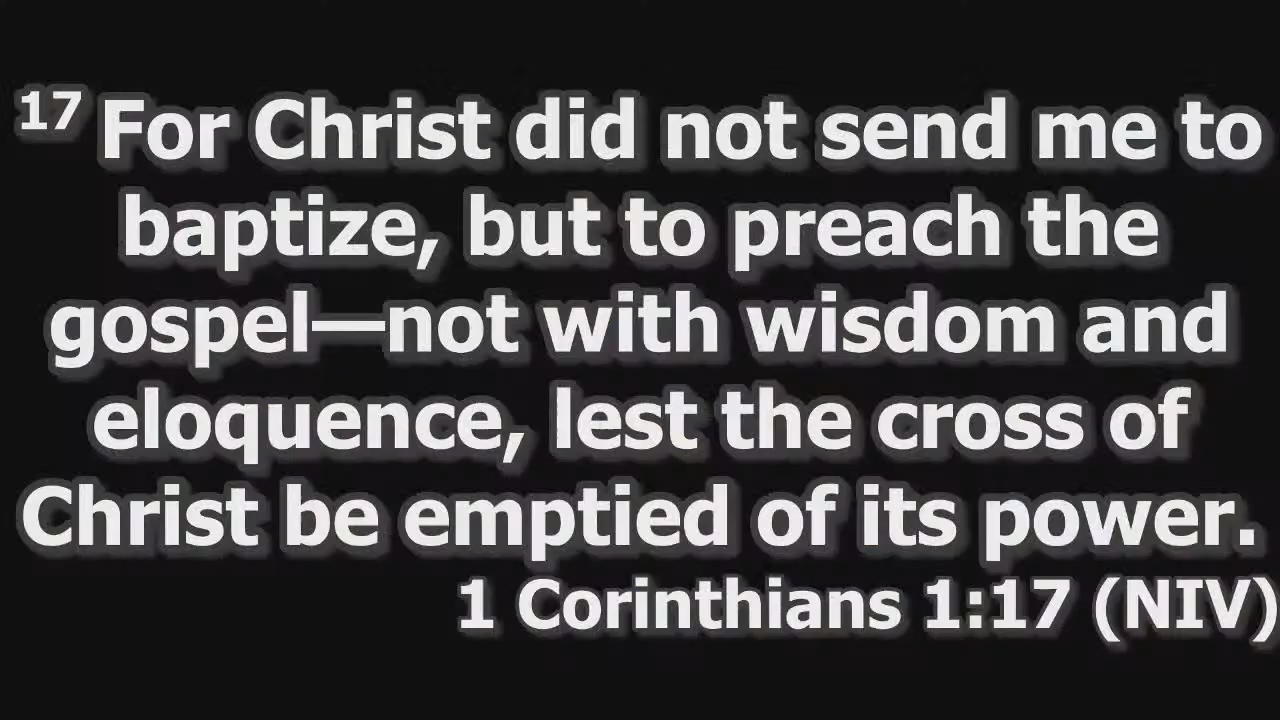 17 For Christ did not send me to
baptize, but to preach the
gospel—not with wisdom and
eloquence, lest the cross of
Christ be emptied of its power.
1 Corinthians 1:17 (NIV)